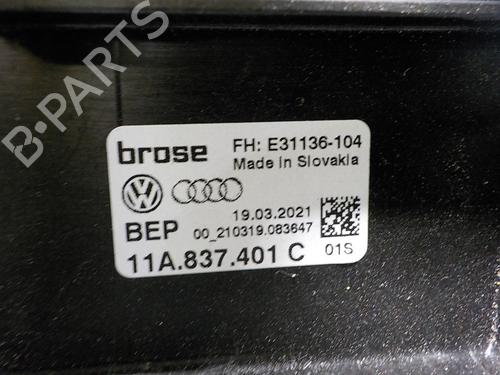 B-PARTS
brose FH: E31136-104
Made in Slovakia
19.03.2021
BEP 00_210319.083647
11A.837.401 C 01S